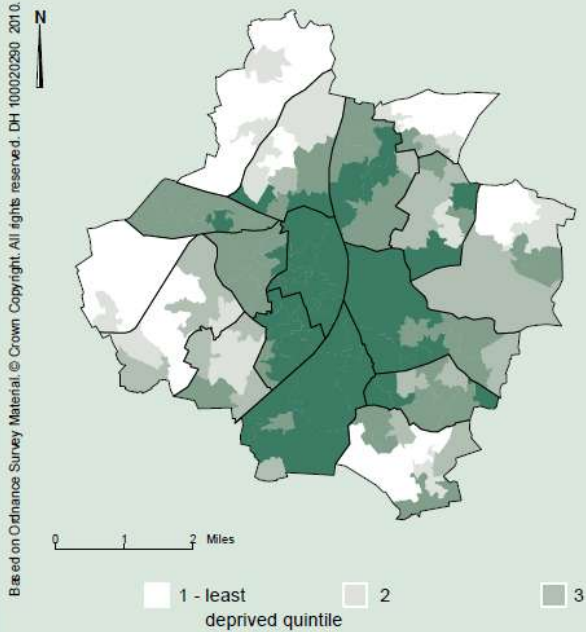 Based on Ordnance Survey Material. © Crown Copyright. All rights reserved. DH 100020290 2010.
N
0 1 2 Miles
1 - least
deprived quintile
2
3